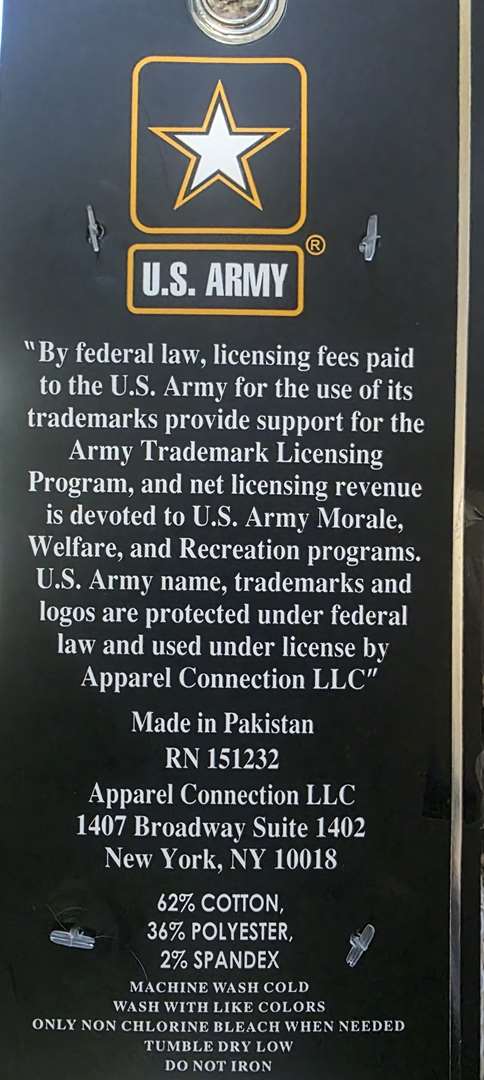 U.S. ARMY ®
"By federal law, licensing fees paid
to the U.S. Army for the use of its
trademarks provide support for the
Army Trademark Licensing
Program, and net licensing revenue
is devoted to U.S. Army Morale,
Welfare, and Recreation programs.
U.S. Army name, trademarks and
logos are protected under federal
law and used under license by
Apparel Connection LLC"
Made in Pakistan
RN 151232
Apparel Connection LLC
1407 Broadway Suite 1402
New York, NY 10018
62% COTTON,
36% POLYESTER,
2% SPANDEX
MACHINE WASH COLD
WASH WITH LIKE COLORS
ONLY NON CHLORINE BLEACH WHEN NEEDED
TUMBLE DRY LOW
DO NOT IRON